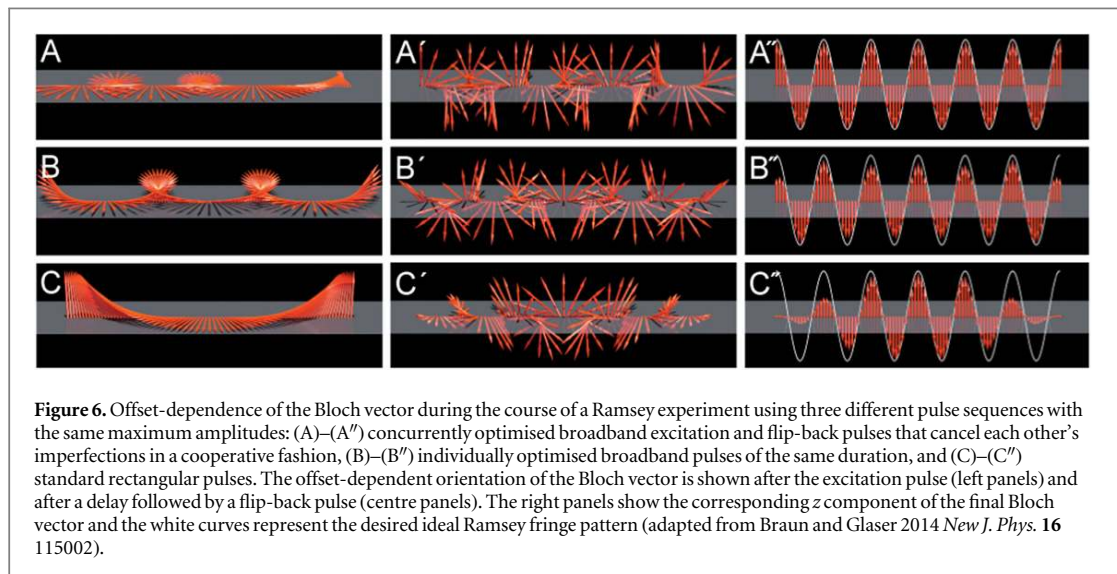 A A′ A″
B B′ B″
C C′ C″
Figure 6. Offset-dependence of the Bloch vector during the course of a Ramsey experiment using three different pulse sequences with
the same maximum amplitudes: (A)–(A″) concurrently optimised broadband excitation and flip-back pulses that cancel each other's
imperfections in a cooperative fashion, (B)–(B″) individually optimised broadband pulses of the same duration, and (C)–(C″)
standard rectangular pulses. The offset-dependent orientation of the Bloch vector is shown after the excitation pulse (left panels) and
after a delay followed by a flip-back pulse (centre panels). The right panels show the corresponding z component of the final Bloch
vector and the white curves represent the desired ideal Ramsey fringe pattern (adapted from Braun and Glaser 2014 New J. Phys. 16
115002).